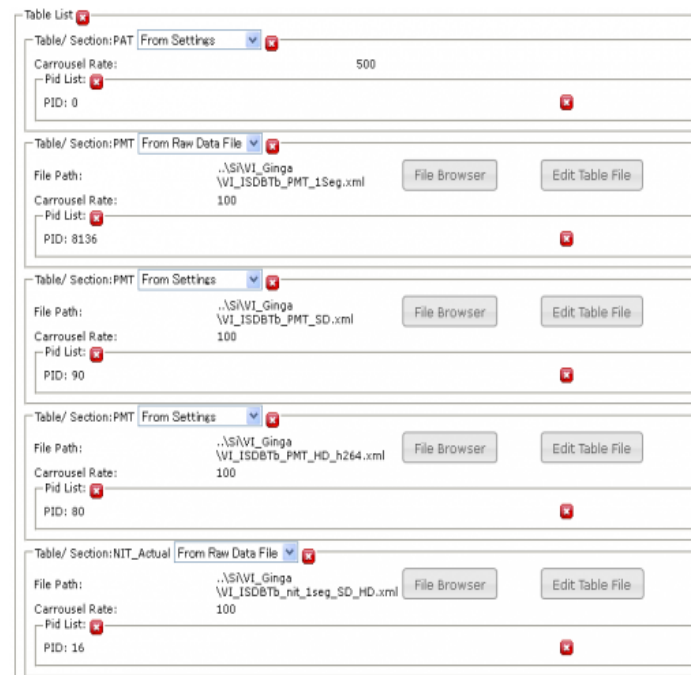 Table List
Table/ Section:PAT From Settings
Carrousel Rate: 500
Pid List:
PID: 0
Table/ Section:PMT From Raw Data File
File Path: ..\Si\VI_Ginga
\VI_ISDBTb_PMT_1Seg.xml File Browser Edit Table File
Carrousel Rate: 100
Pid List:
PID: 8136
Table/ Section:PMT From Settings
File Path: ..\Si\VI_Ginga
\VI_ISDBTb_PMT_SD.xml File Browser Edit Table File
Carrousel Rate: 100
Pid List:
PID: 90
Table/ Section:PMT From Settings
File Path: ..\Si\VI_Ginga
\VI_ISDBTb_PMT_HD_h264.xml File Browser Edit Table File
Carrousel Rate: 100
Pid List:
PID: 80
Table/ Section:NIT_Actual From Raw Data File
File Path: ..\Si\VI_Ginga
\VI_ISDBTb_nit_1seg_SD_HD.xml File Browser Edit Table File
Carrousel Rate: 100
Pid List:
PID: 16